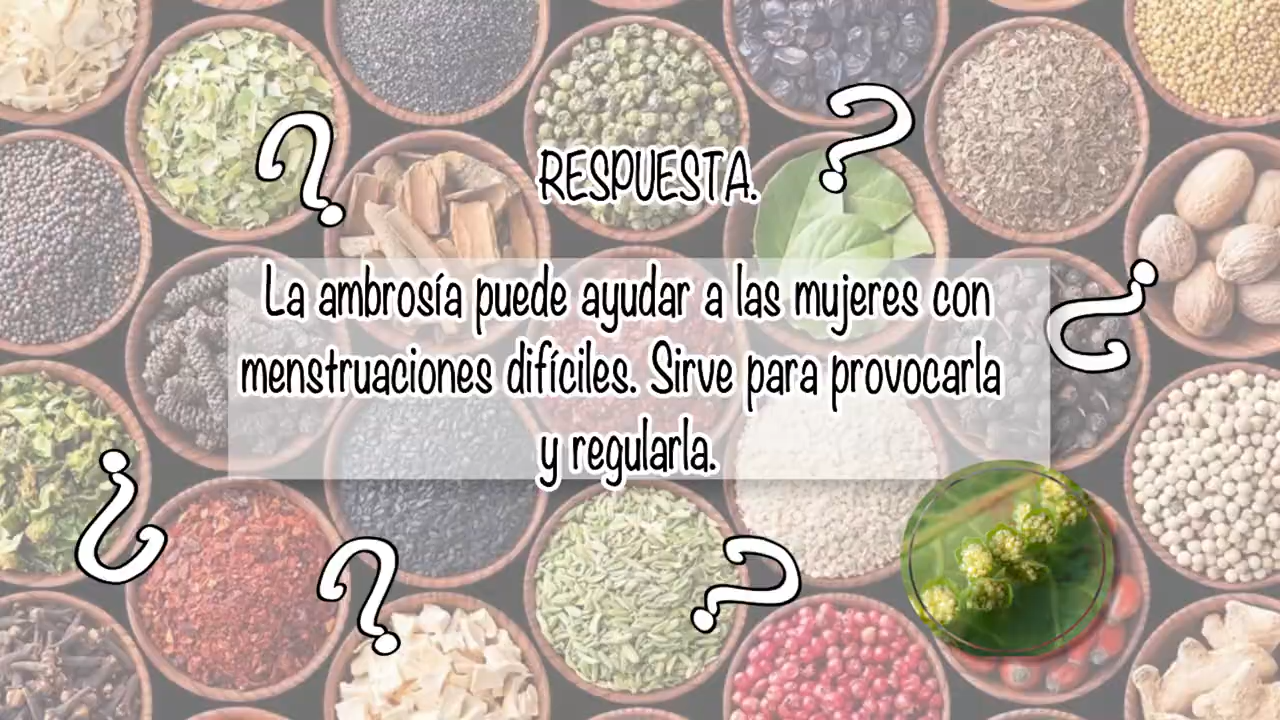 RESPUESTA.
La ambrosía puede ayudar a las mujeres con
menstruaciones difíciles. Sirve para provocarla
y regularla.